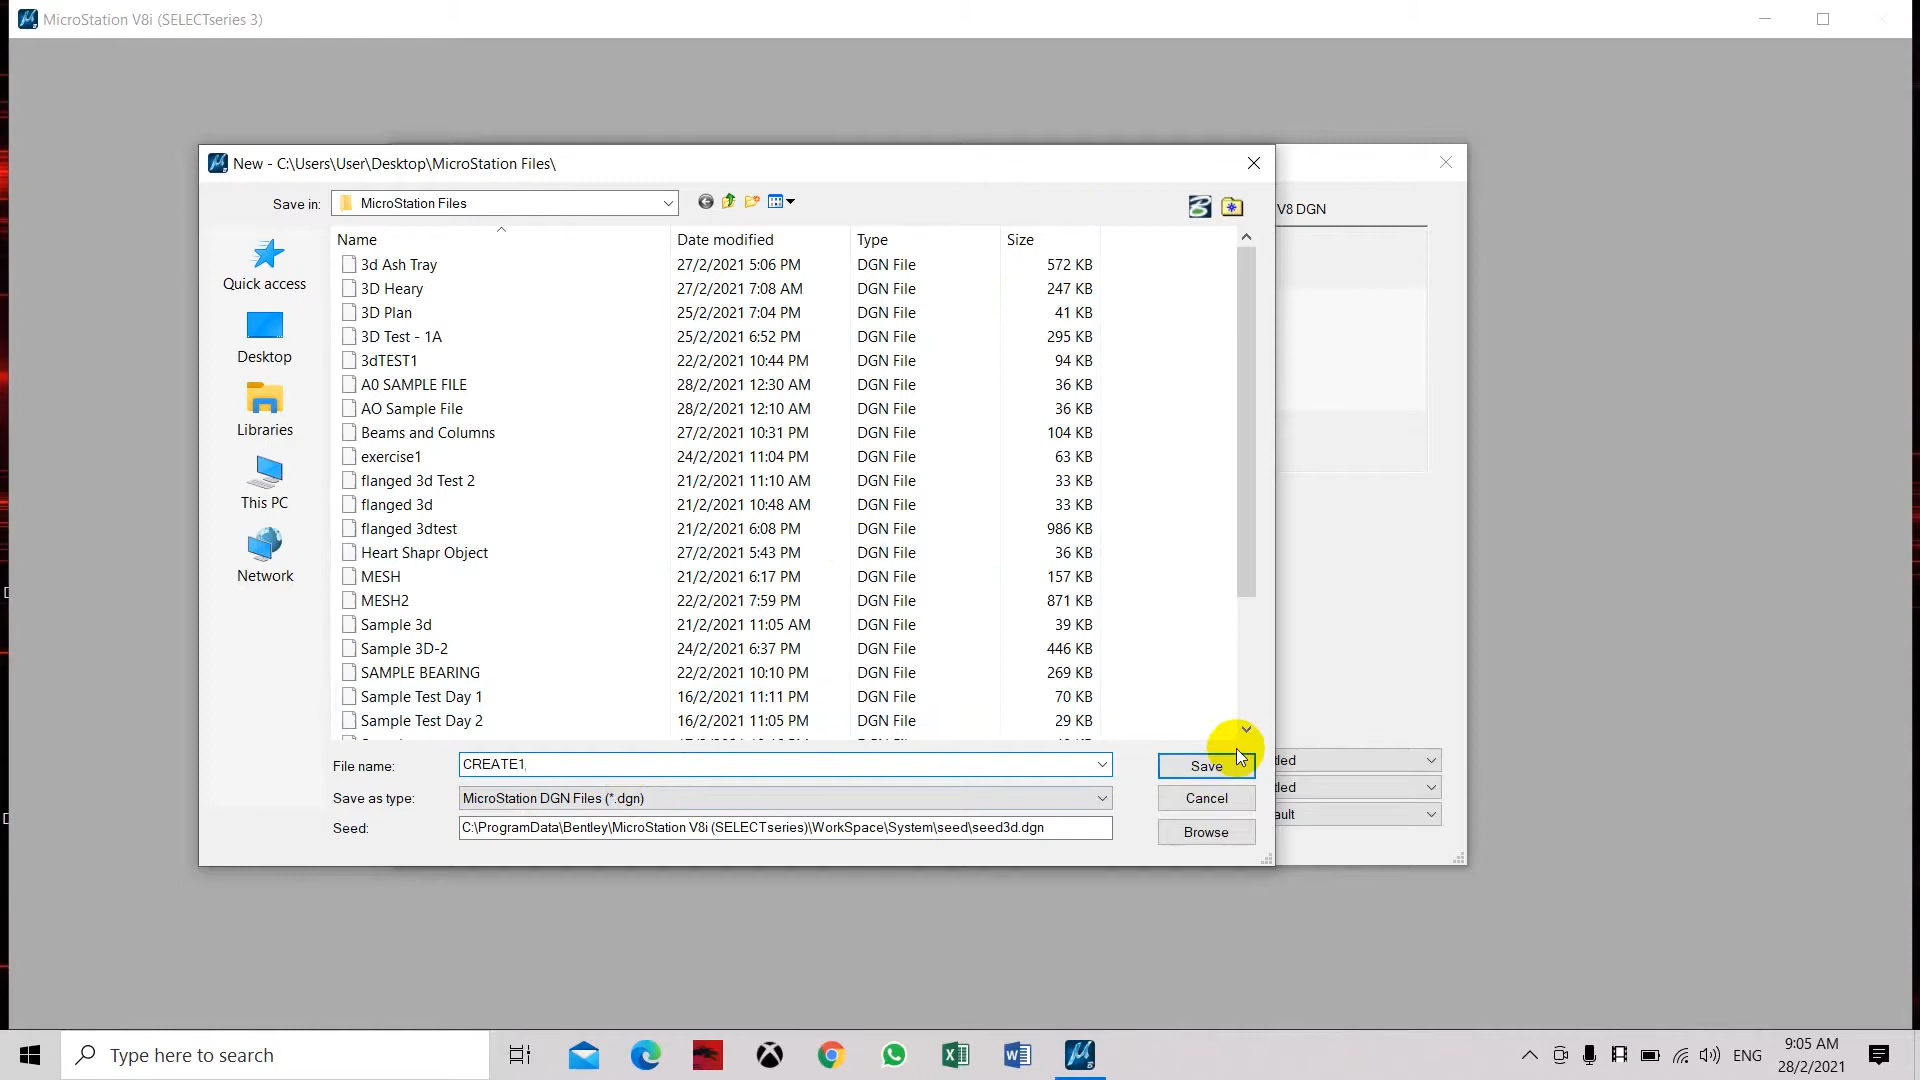 MicroStation V8i (SELECTseries 3)
New - C:\Users\User\Desktop\MicroStation Files\
Save in: MicroStation Files
V8 DGN
Name Date modified Type Size
3d Ash Tray 27/2/2021 5:06 PM DGN File 572 KB
3D Heary 27/2/2021 7:08 AM DGN File 247 KB
3D Plan 25/2/2021 7:04 PM DGN File 41 KB
3D Test - 1A 25/2/2021 6:52 PM DGN File 295 KB
3dTEST1 22/2/2021 10:44 PM DGN File 94 KB
A0 SAMPLE FILE 28/2/2021 12:30 AM DGN File 36 KB
AO Sample File 28/2/2021 12:10 AM DGN File 36 KB
Beams and Columns 27/2/2021 10:31 PM DGN File 104 KB
exercise1 24/2/2021 11:04 PM DGN File 63 KB
flanged 3d Test 2 21/2/2021 11:10 AM DGN File 33 KB
flanged 3d 21/2/2021 10:48 AM DGN File 33 KB
flanged 3dtest 21/2/2021 6:08 PM DGN File 986 KB
Heart Shapr Object 27/2/2021 5:43 PM DGN File 36 KB
MESH 21/2/2021 6:17 PM DGN File 157 KB
MESH2 22/2/2021 7:59 PM DGN File 871 KB
Sample 3d 21/2/2021 11:05 AM DGN File 39 KB
Sample 3D-2 24/2/2021 6:37 PM DGN File 446 KB
SAMPLE BEARING 22/2/2021 10:10 PM DGN File 269 KB
Sample Test Day 1 16/2/2021 11:11 PM DGN File 70 KB
Sample Test Day 2 16/2/2021 11:05 PM DGN File 29 KB
Quick access
Desktop
Libraries
This PC
Network
File name: CREATE1 Save
Save as type: MicroStation DGN Files (*.dgn) Cancel
Seed: C:\ProgramData\Bentley\MicroStation V8i (SELECTseries)\WorkSpace\System\seed\seed3d.dgn Browse
tled
tled
ault
Type here to search
ENG
9:05 AM
28/2/2021